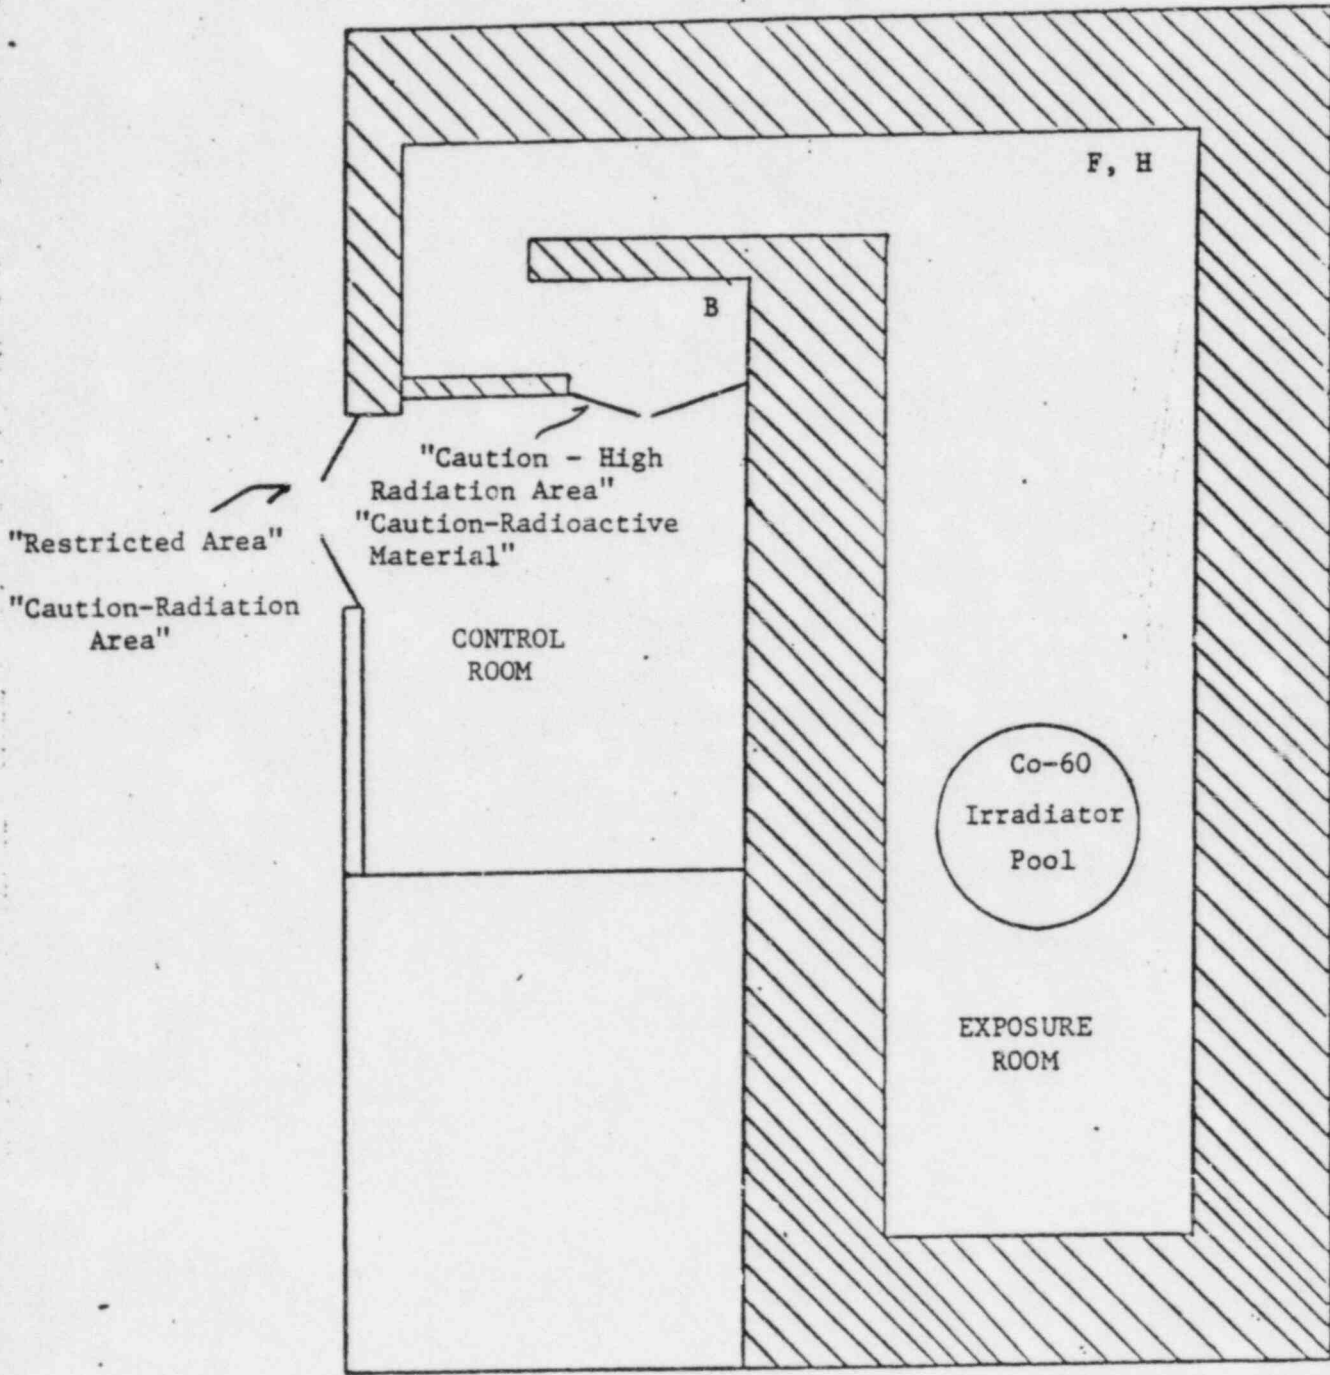 F, H
B
"Caution - High
Radiation Area"
"Caution-Radioactive
Material"
"Restricted Area"
"Caution-Radiation
Area"
CONTROL
ROOM
Co-60
Irradiator
Pool
EXPOSURE
ROOM